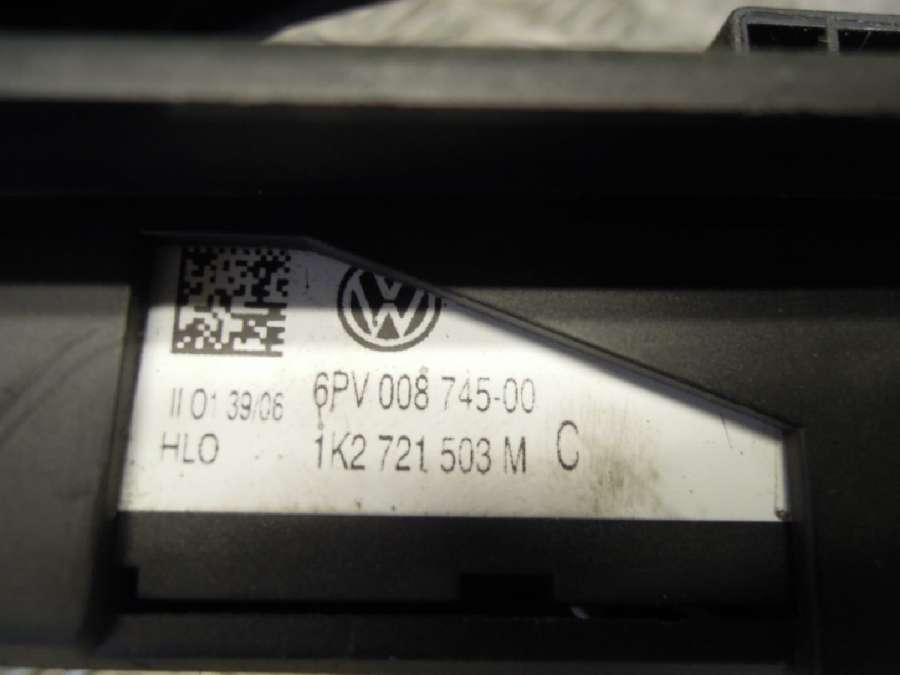 6PV 008 745-00
II 01 39/06
HLO 1K2 721 503 M C